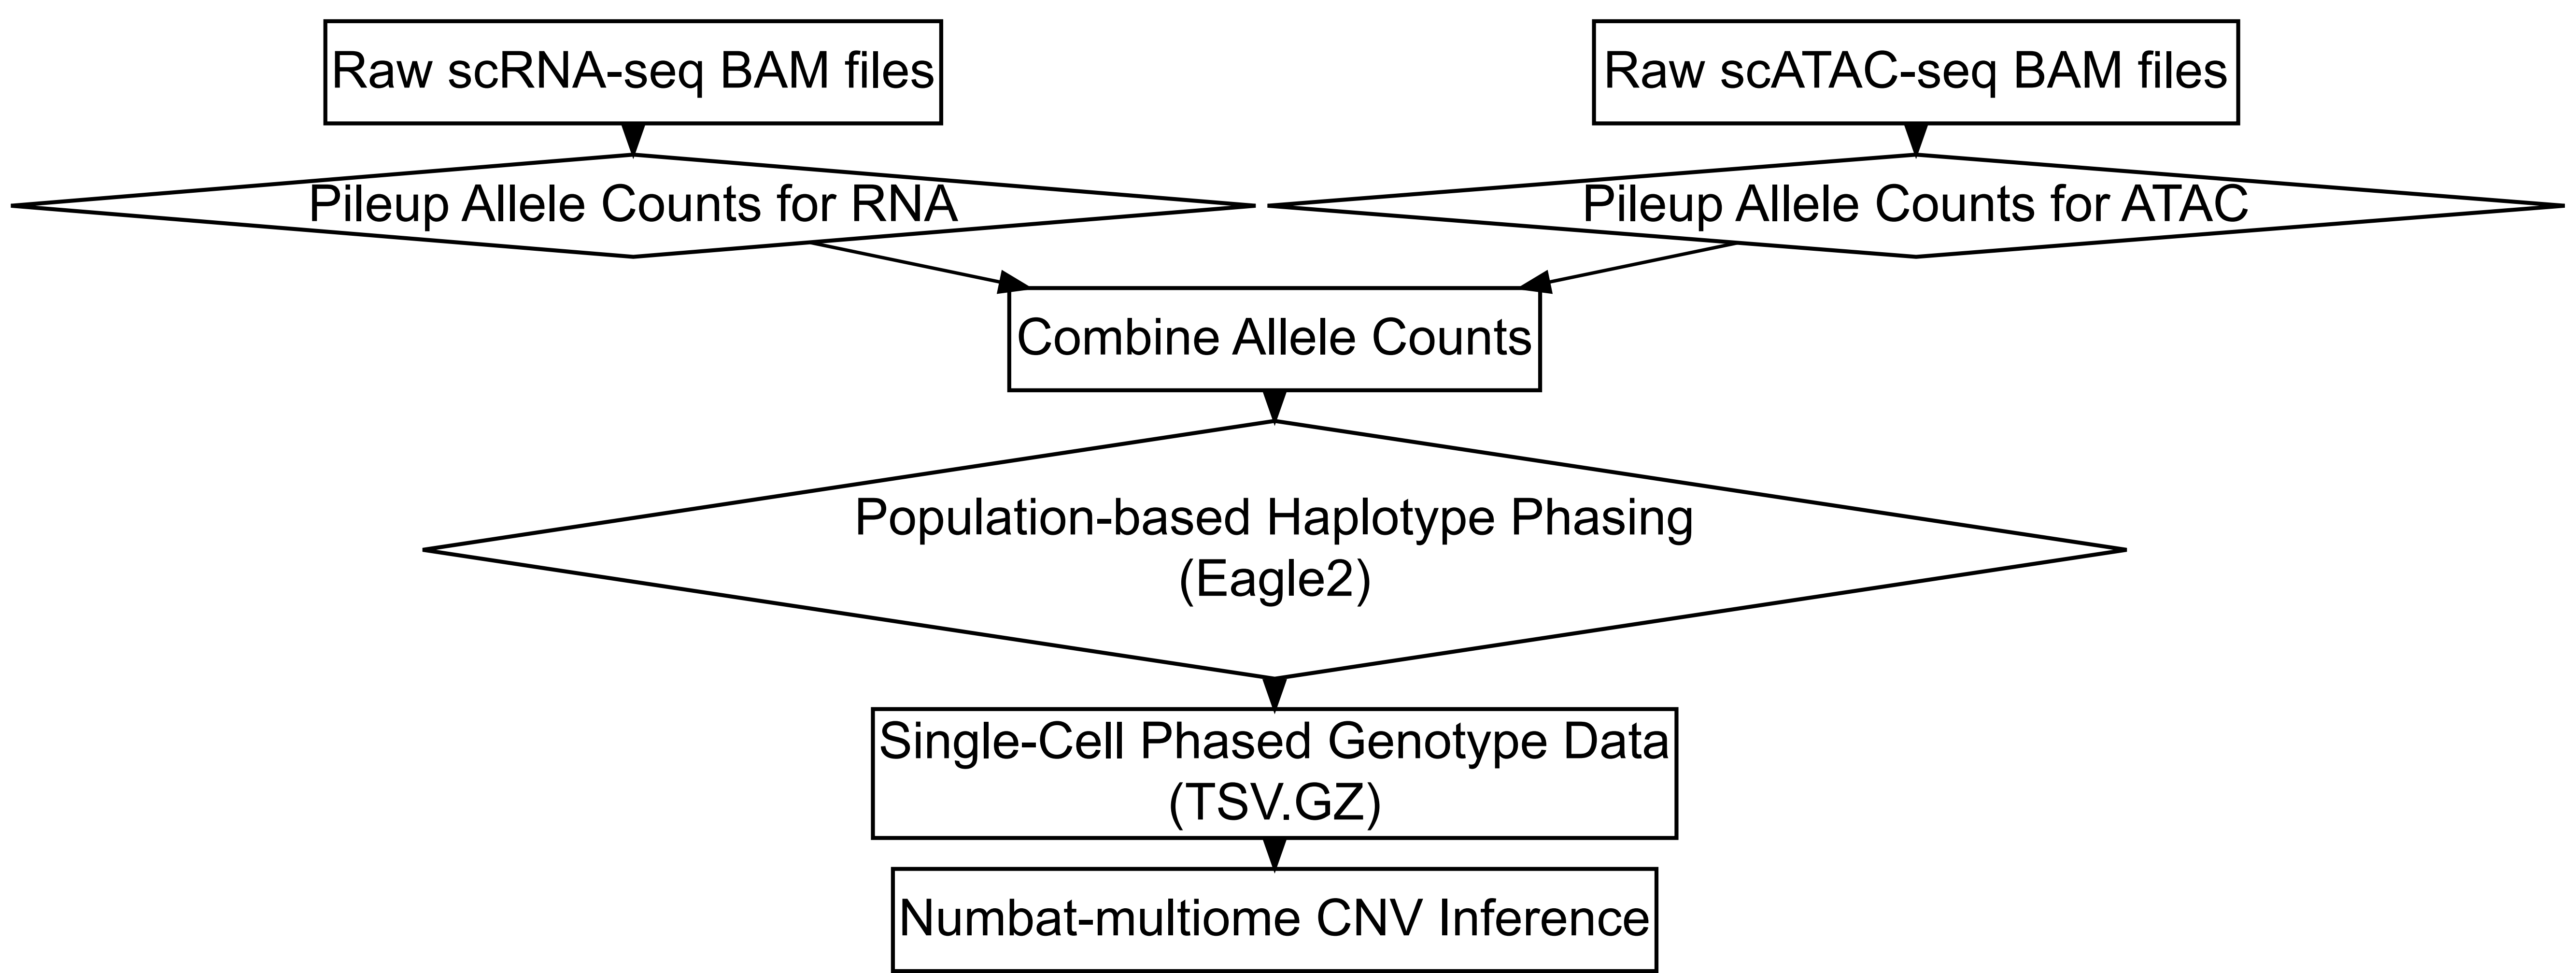 Raw scRNA-seq BAM files
Raw scATAC-seq BAM files
Pileup Allele Counts for RNA
Pileup Allele Counts for ATAC
Combine Allele Counts
Population-based Haplotype Phasing
(Eagle2)
Single-Cell Phased Genotype Data
(TSV.GZ)
Numbat-multiome CNV Inference